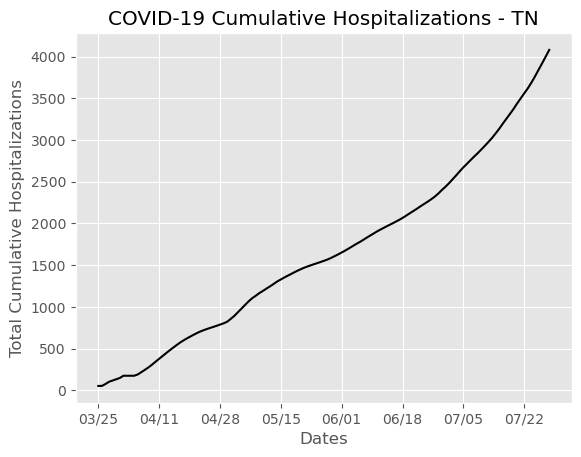 COVID-19 Cumulative Hospitalizations - TN
Total Cumulative Hospitalizations
4000
3500
3000
2500
2000
1500
1000
500
0
03/25 04/11 04/28 05/15 06/01 06/18 07/05 07/22
Dates